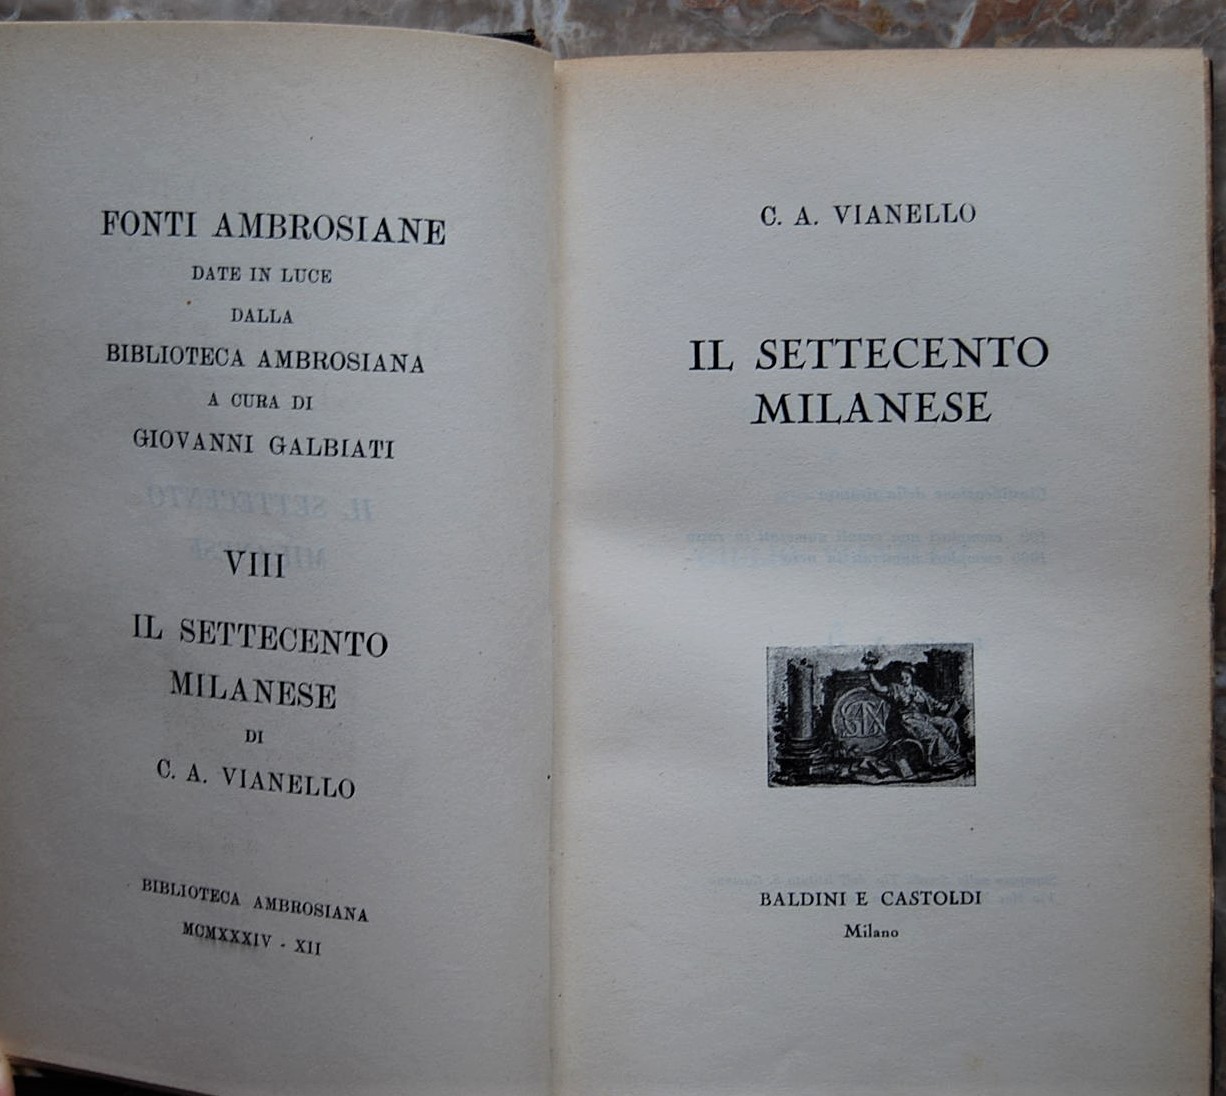 FONTI AMBROSIANE
DATE IN LUCE
DALLA
BIBLIOTECA AMBROSIANA
A CURA DI
GIOVANNI GALBIATI
VIII
IL SETTECENTO
MILANESE
DI
C. A. VIANELLO
BIBLIOTECA AMBROSIANA
MCMXXXIV - XII
C. A. VIANELLO
IL SETTECENTO
MILANESE
BALDINI E CASTOLDI
Milano